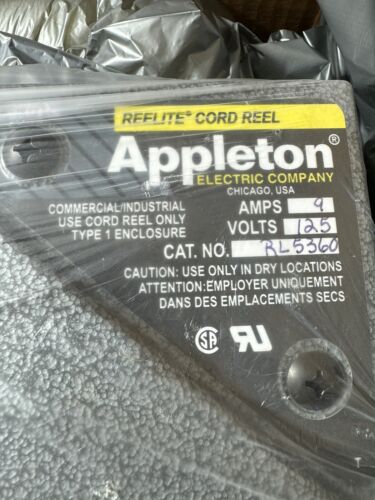 REELITE® CORD REEL
Appleton®
ELECTRIC COMPANY
CHICAGO, USA
COMMERCIAL/INDUSTRIAL AMPS 9
USE CORD REEL ONLY VOLTS 125
TYPE 1 ENCLOSURE
CAT. NO. RL5360
CAUTION: USE ONLY IN DRY LOCATIONS
ATTENTION:EMPLOYER UNIQUEMENT
DANS DES EMPLACEMENTS SECS